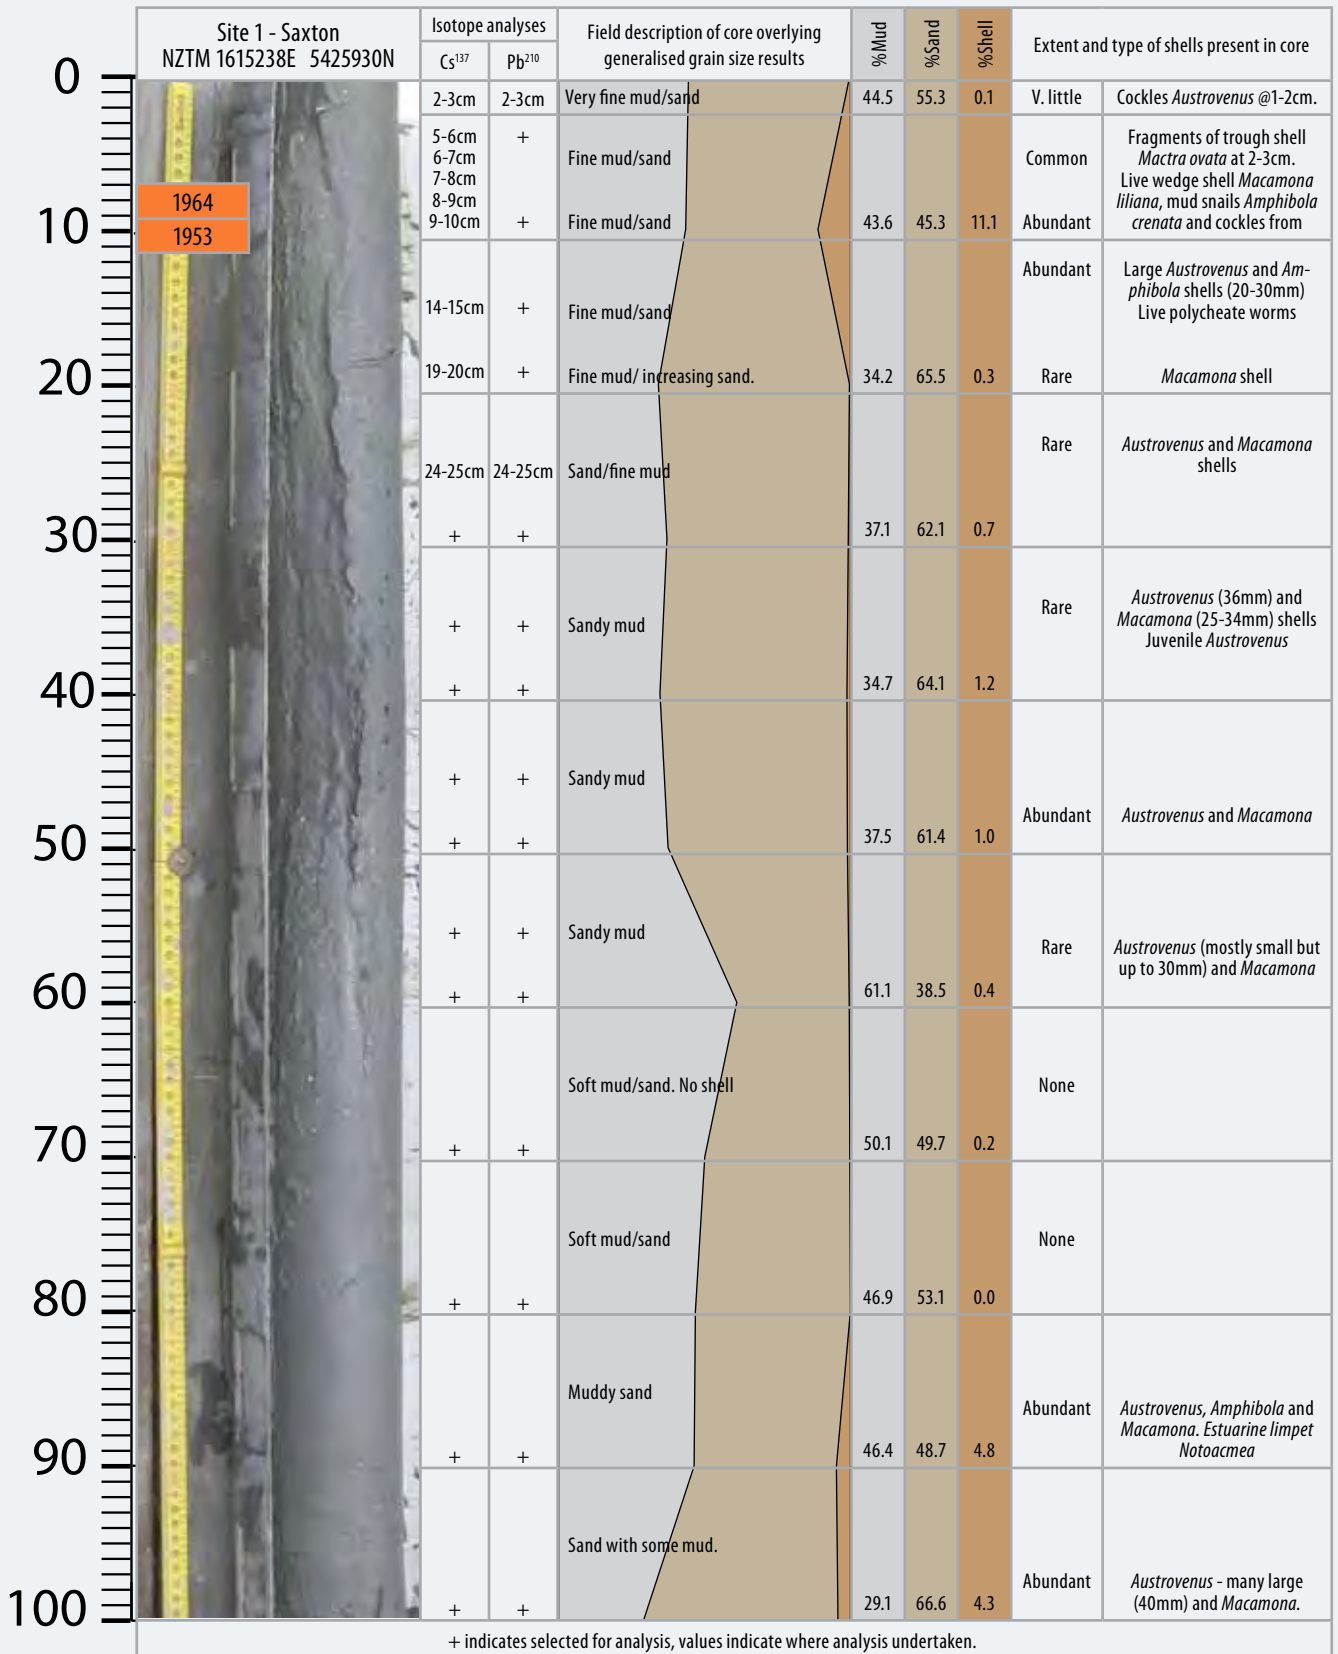 Site 1 - Saxton
NZTM 1615238E 5425930N
Isotope analyses
Cs137
Pb210
Field description of core overlying
generalised grain size results
%Mud
%Sand
%Shell
Extent and type of shells present in core
0
2-3cm 2-3cm Very fine mud/sand 44.5 55.3 0.1 V. little Cockles Austrovenus @1-2cm.
5-6cm +
6-7cm
7-8cm
8-9cm
9-10cm +
Fine mud/sand
Fine mud/sand 43.6 45.3 11.1
Common
Abundant
Fragments of trough shell
Mactra ovata at 2-3cm.
Live wedge shell Macamona
liliana, mud snails Amphibola
crenata and cockles from
1964
1953
10
14-15cm + Fine mud/sand
Abundant
Large Austrovenus and Am-
phibola shells (20-30mm)
Live polycheate worms
19-20cm + Fine mud/ increasing sand. 34.2 65.5 0.3 Rare Macamona shell
20
24-25cm 24-25cm Sand/fine mud
Rare
Austrovenus and Macamona
shells
+ + 37.1 62.1 0.7
30
+ + Sandy mud
Rare
Austrovenus (36mm) and
Macamona (25-34mm) shells
Juvenile Austrovenus
+ + 34.7 64.1 1.2
40
+ + Sandy mud
Abundant Austrovenus and Macamona
+ + 37.5 61.4 1.0
50
+ + Sandy mud
Rare
Austrovenus (mostly small but
up to 30mm) and Macamona
+ + 61.1 38.5 0.4
60
Soft mud/sand. No shell None
+ + 50.1 49.7 0.2
70
Soft mud/sand None
+ + 46.9 53.1 0.0
80
Muddy sand
Abundant
Austrovenus, Amphibola and
Macamona. Estuarine limpet
Notoacmea
+ + 46.4 48.7 4.8
90
Sand with some mud.
Abundant
Austrovenus - many large
(40mm) and Macamona.
+ + 29.1 66.6 4.3
100
+ indicates selected for analysis, values indicate where analysis undertaken.